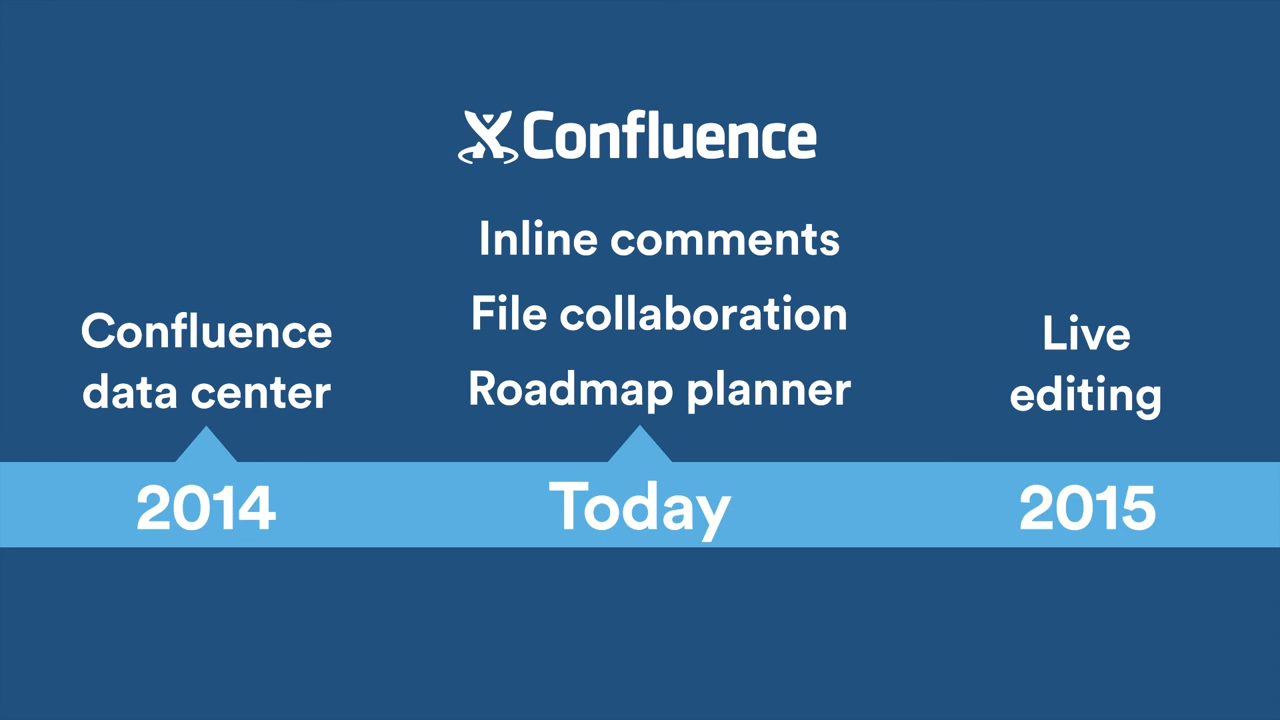 Confluence
Inline comments
File collaboration
Roadmap planner
Confluence
data center
Live
editing
2014
Today
2015